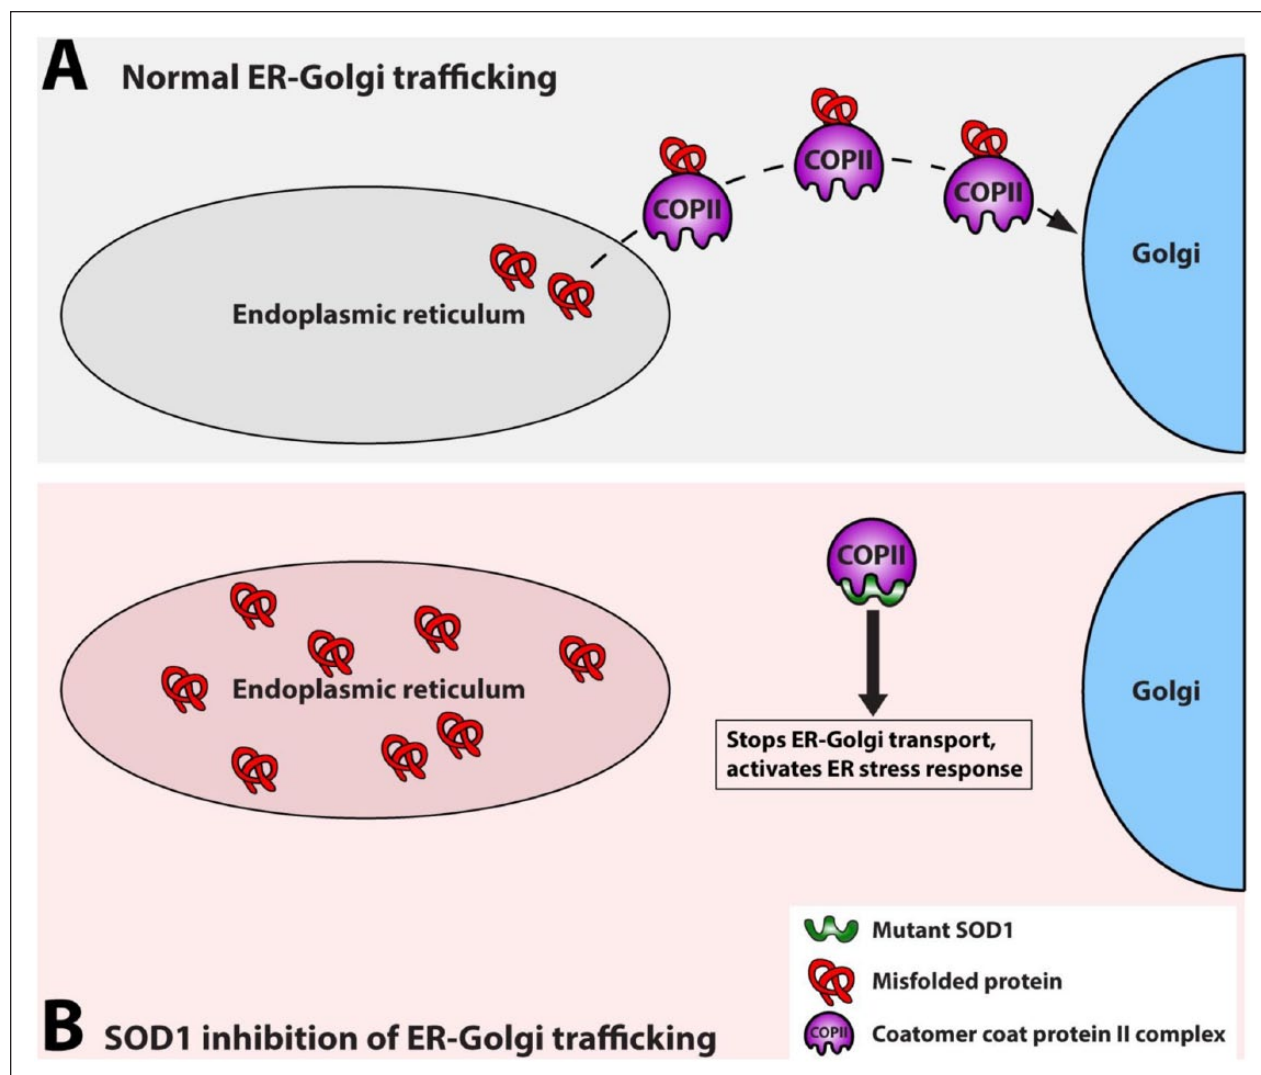 A Normal ER-Golgi trafficking
COPII
COPII
COPII
Golgi
Endoplasmic reticulum
COPII
Endoplasmic reticulum
Golgi
Stops ER-Golgi transport,
activates ER stress response
Mutant SOD1
Misfolded protein
COPII Coatomer coat protein II complex
B SOD1 inhibition of ER-Golgi trafficking